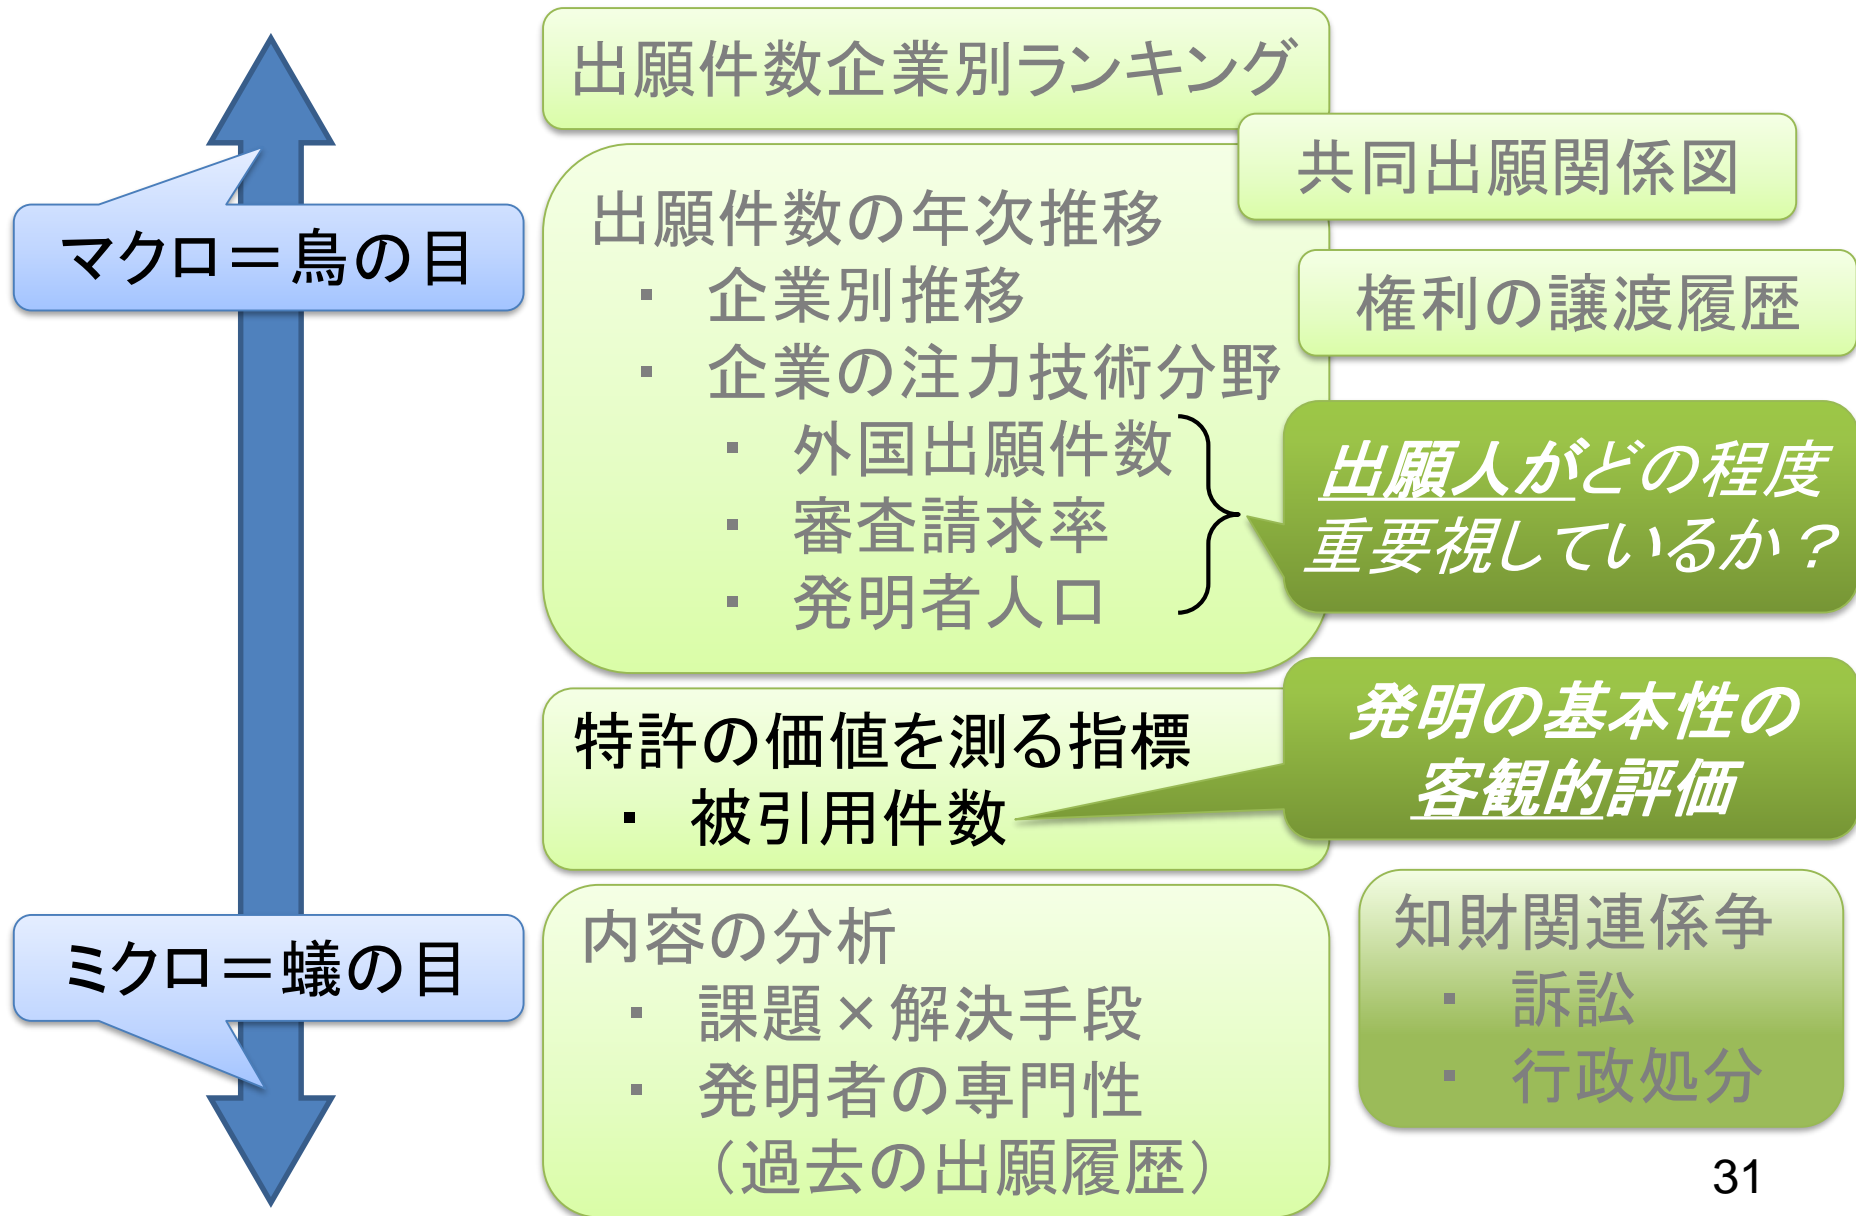 出願件数企業別ランキング
共同出願関係図
マクロ＝鳥の目
出願件数の年次推移
・ 企業別推移
・ 企業の注力技術分野
・ 外国出願件数
・ 審査請求率
・ 発明者人口
権利の譲渡履歴
出願人がどの程度
重要視しているか？
特許の価値を測る指標
・ 被引用件数
発明の基本性の
客観的評価
ミクロ＝蟻の目
内容の分析
・ 課題×解決手段
・ 発明者の専門性
（過去の出願履歴）
知財関連係争
・ 訴訟
・ 行政処分
31